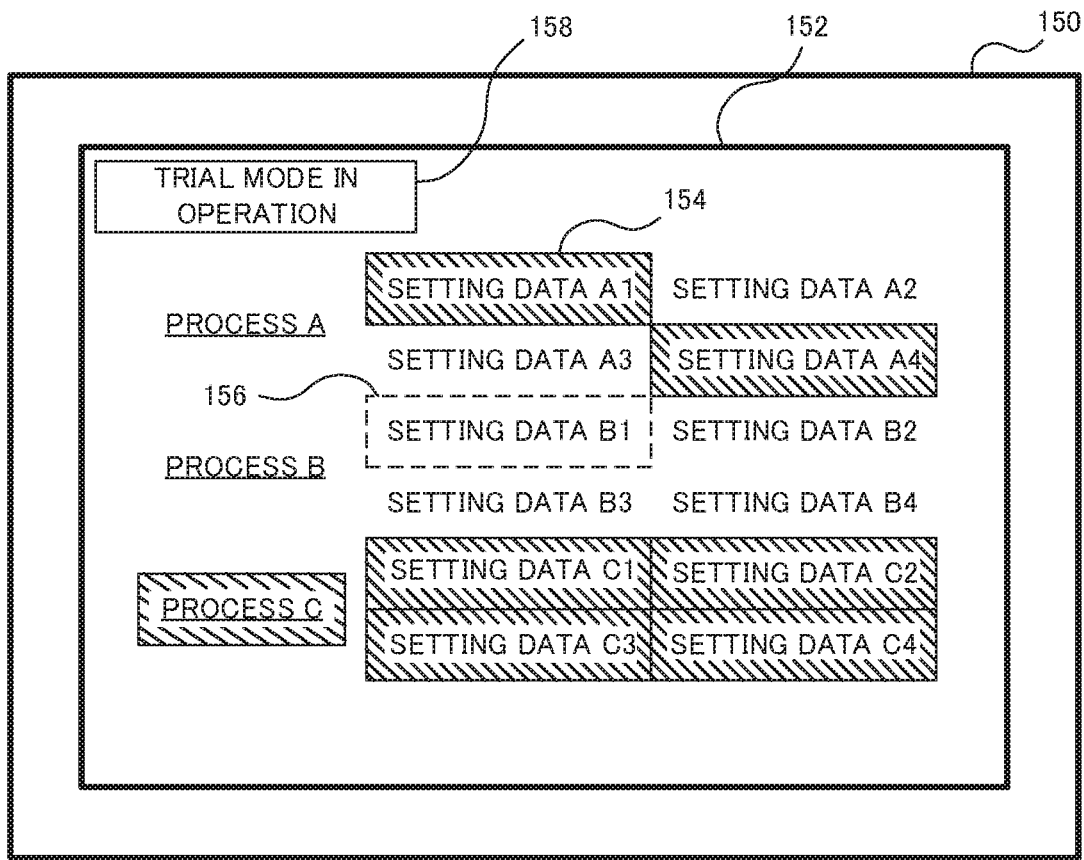 158
152
150
TRIAL MODE IN
OPERATION
154
SETTING DATA A1 SETTING DATA A2
PROCESS A
SETTING DATA A3 SETTING DATA A4
156
SETTING DATA B1 SETTING DATA B2
PROCESS B
SETTING DATA B3 SETTING DATA B4
SETTING DATA C1 SETTING DATA C2
PROCESS C
SETTING DATA C3 SETTING DATA C4